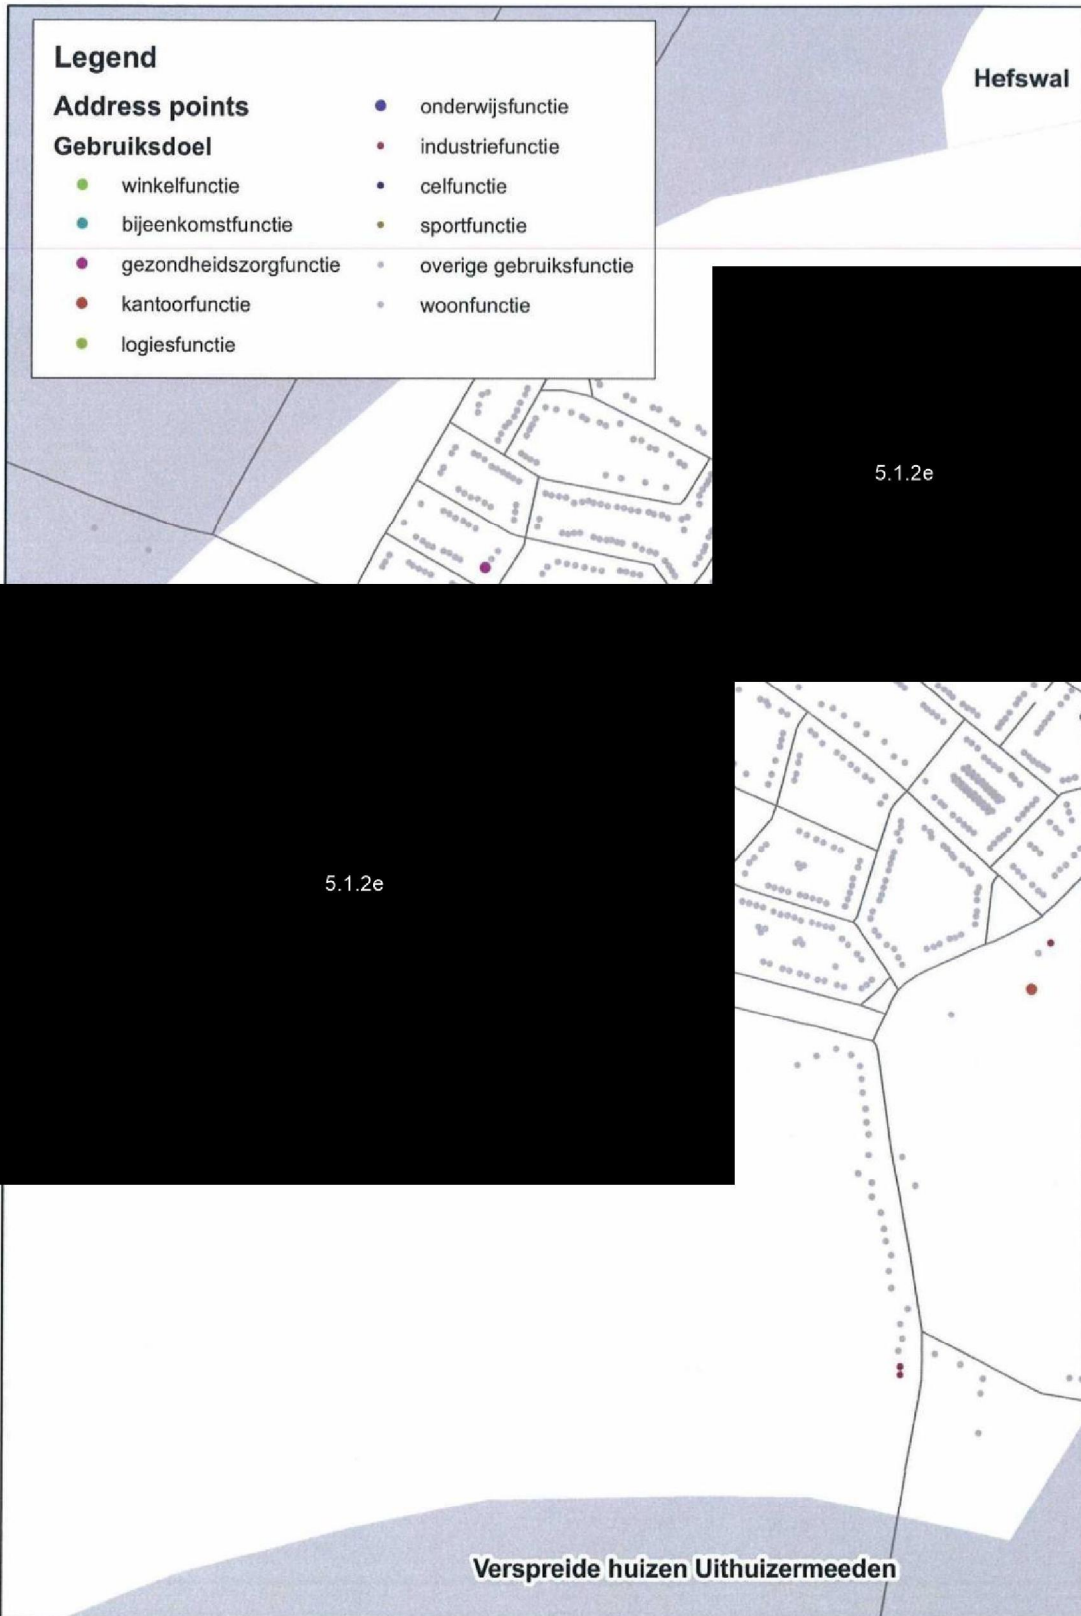 Legend
Address points
Gebruiksdoel
winkelfunctie
bijeenkomstfunctie
gezondheidszorgfunctie
kantoorfunctie
logiesfunctie
onderwijsfunctie
industriefunctie
celfunctie
sportfunctie
overige gebruiksfunctie
woonfunctie
Hefswal
5.1.2e
5.1.2e
Verspreide huizen Uithuizermeeden